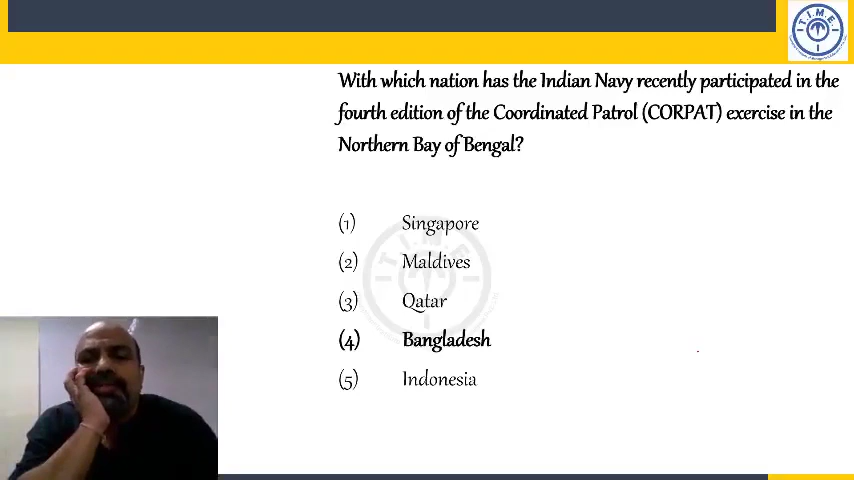 T.I.M.E.
With which nation has the Indian Navy recently participated in the
fourth edition of the Coordinated Patrol (CORPAT) exercise in the
Northern Bay of Bengal?
(1) Singapore
(2) Maldives
(3) Qatar
(4) Bangladesh
(5) Indonesia
T.I.M.E.